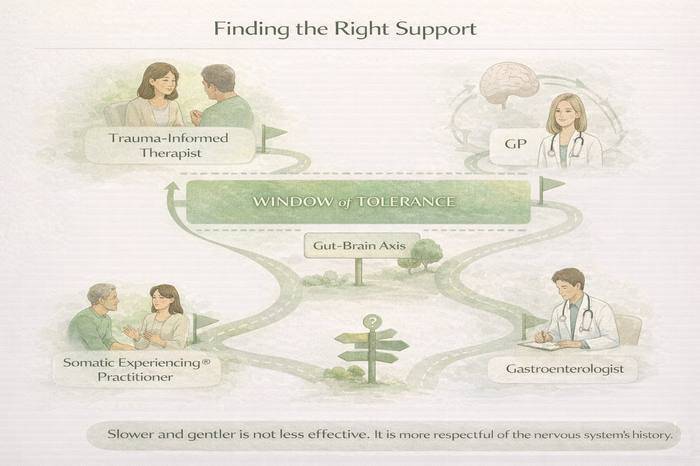 Finding the Right Support
Trauma-Informed
Therapist
GP
WINDOW of TOLERANCE
Gut-Brain Axis
?
Somatic Experiencing®
Practitioner
Gastroenterologist
Slower and gentler is not less effective. It is more respectful of the nervous system's history.